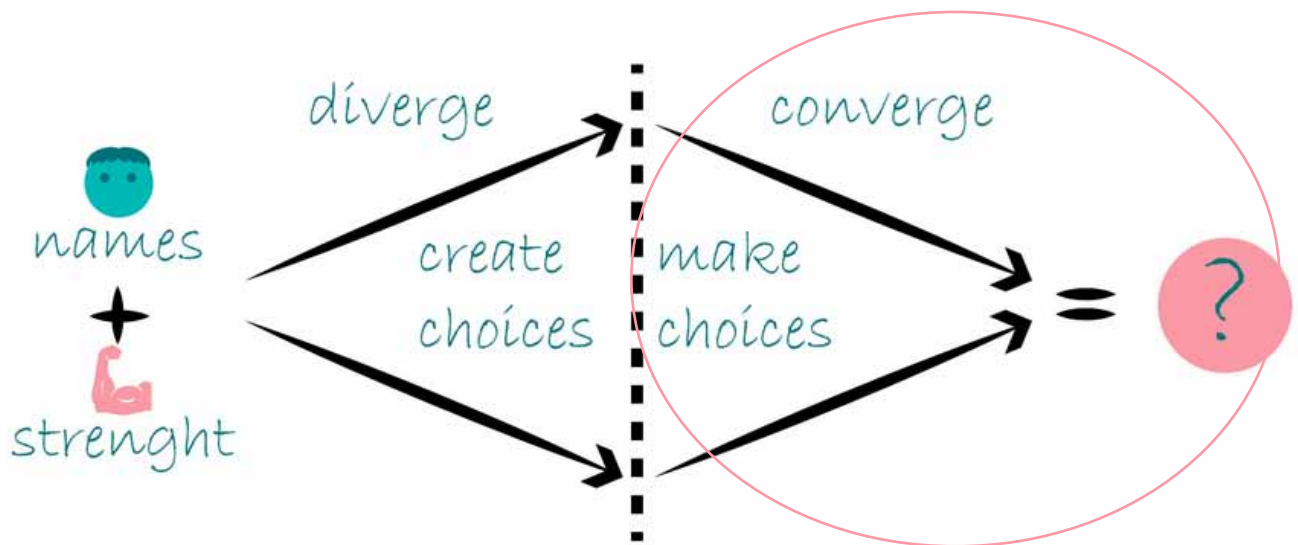 diverge
converge
names
+
strenght
create
choices
make
choices
=
?